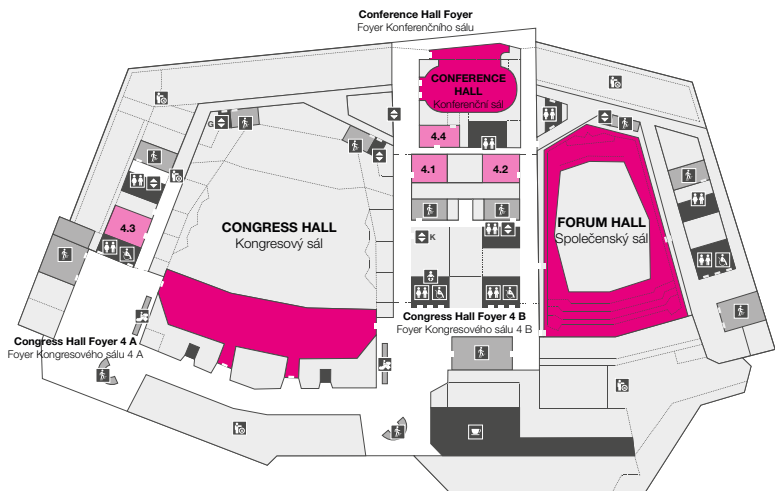 Conference Hall Foyer
Foyer Konferenčního sálu
CONFERENCE
HALL
Konferenční sál
G
4.4
4.1
4.2
4.3
CONGRESS HALL
Kongresový sál
FORUM HALL
Společenský sál
K
Congress Hall Foyer 4 B
Foyer Kongresového sálu 4 B
Congress Hall Foyer 4 A
Foyer Kongresového sálu 4 A